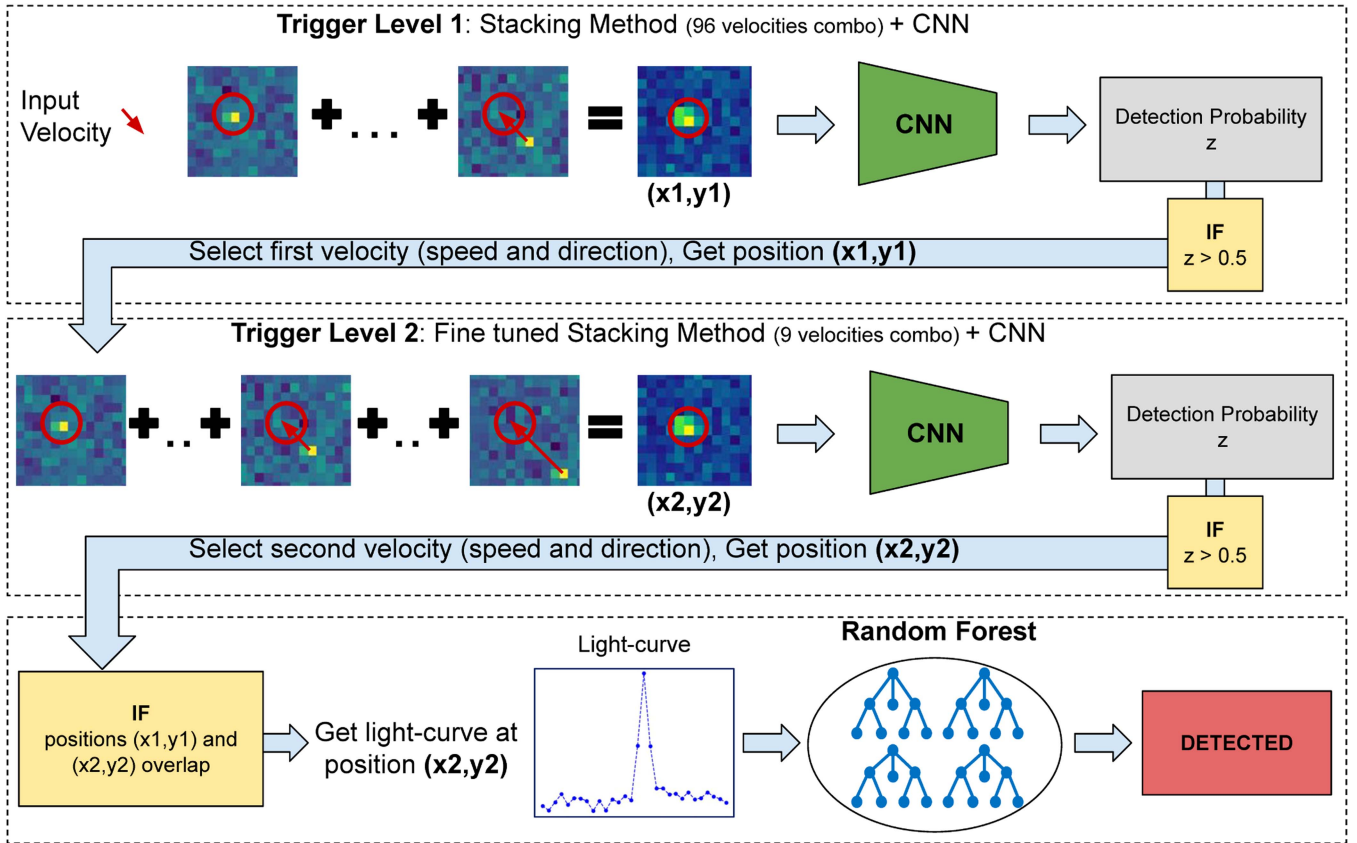 Trigger Level 1: Stacking Method (96 velocities combo) + CNN
Input
Velocity
(x1,y1)
CNN
Detection Probability
z
IF
z > 0.5
Select first velocity (speed and direction), Get position (x1,y1)
Trigger Level 2: Fine tuned Stacking Method (9 velocities combo) + CNN
(x2,y2)
CNN
Detection Probability
z
IF
z > 0.5
Select second velocity (speed and direction), Get position (x2,y2)
IF
positions (x1,y1) and
(x2,y2) overlap
Get light-curve at
position (x2,y2)
Light-curve
Random Forest
DETECTED